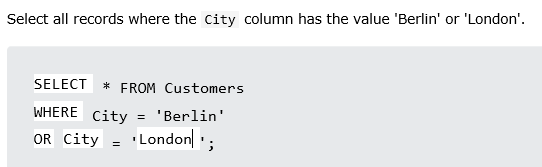 Select all records where the City column has the value 'Berlin' or 'London'.
SELECT * FROM Customers
WHERE City = 'Berlin'
OR City = 'London';